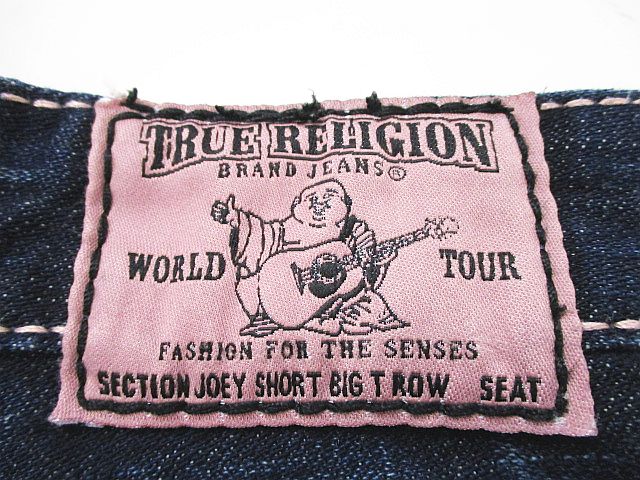 TRUE RELIGION
BRAND JEANS®
WORLD TOUR
FASHION FOR THE SENSES
SECTION JOEY SHORT BIG T ROW SEAT